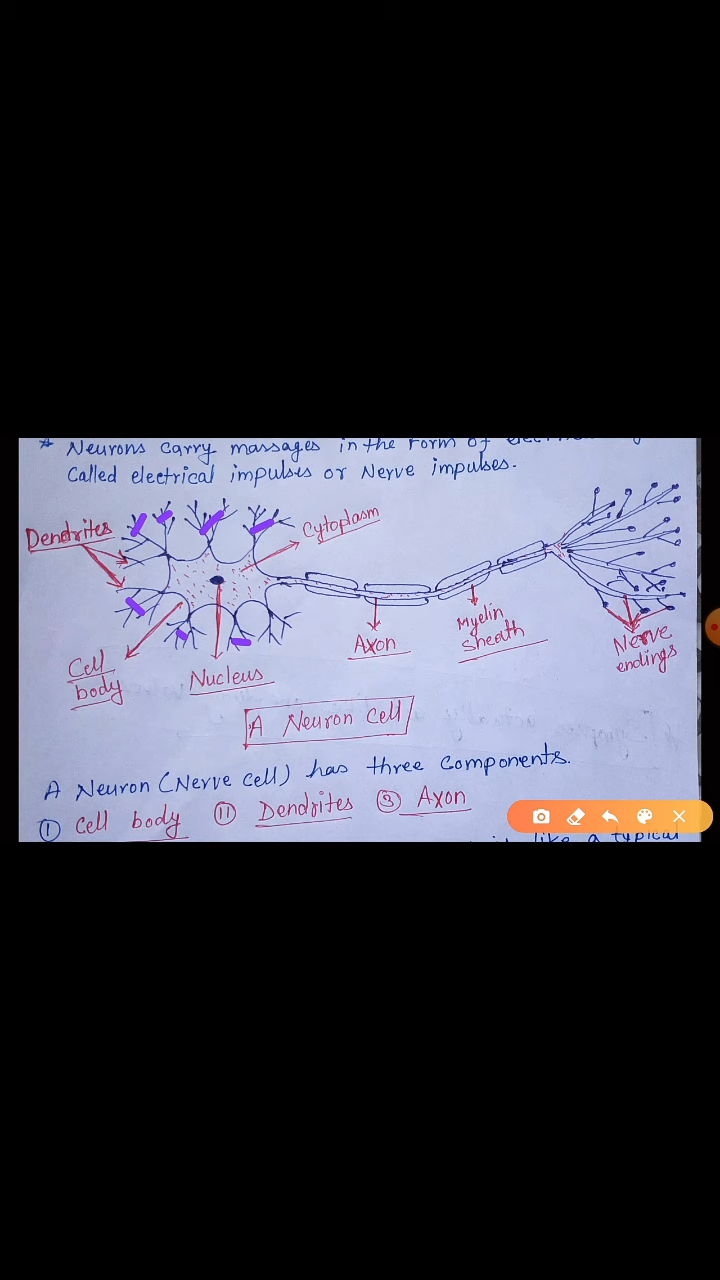 * Neurons carry massages in the form of
Called electrical impulses or Nerve impulses.
Dendrites
Cytoplasm
Axon
Myelin
sheath
Nerve
endings
Cell
body
Nucleus
A Neuron Cell
A Neuron (Nerve cell) has three components.
① Cell body ⑪ Dendrites ③ Axon
like a typical